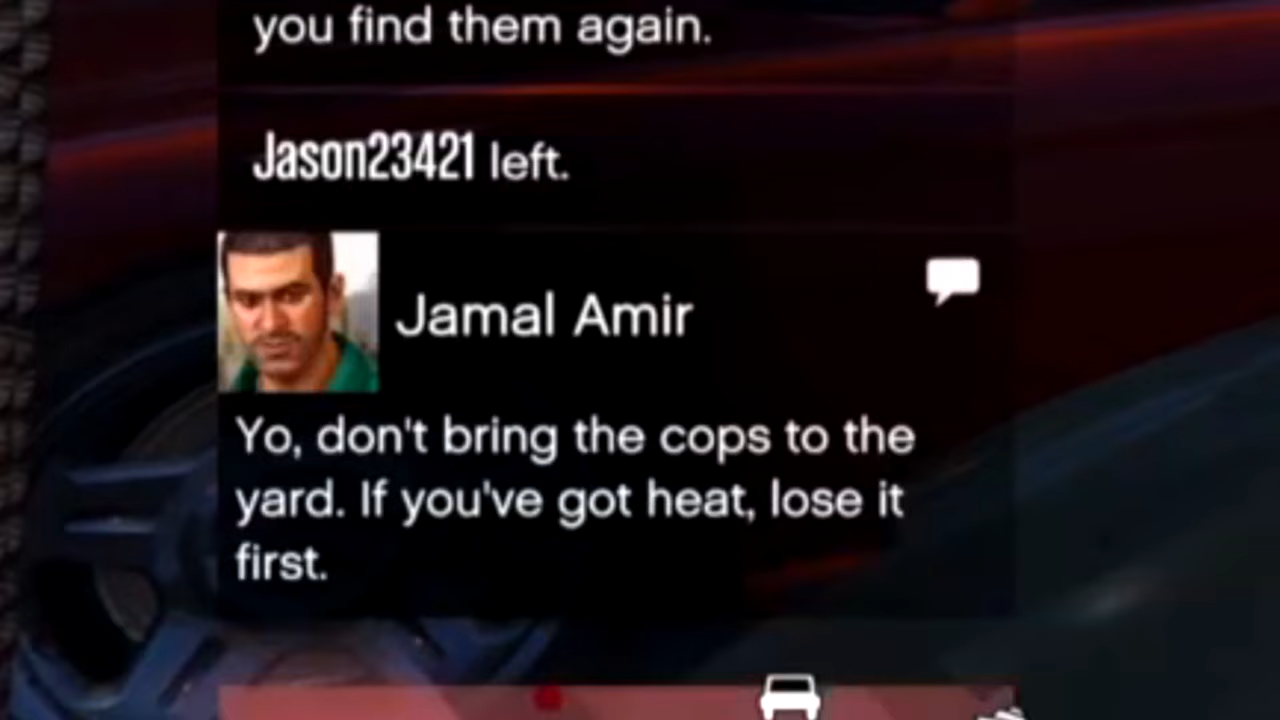 you find them again.
Jason23421 left.
Jamal Amir
Yo, don't bring the cops to the
yard. If you've got heat, lose it
first.